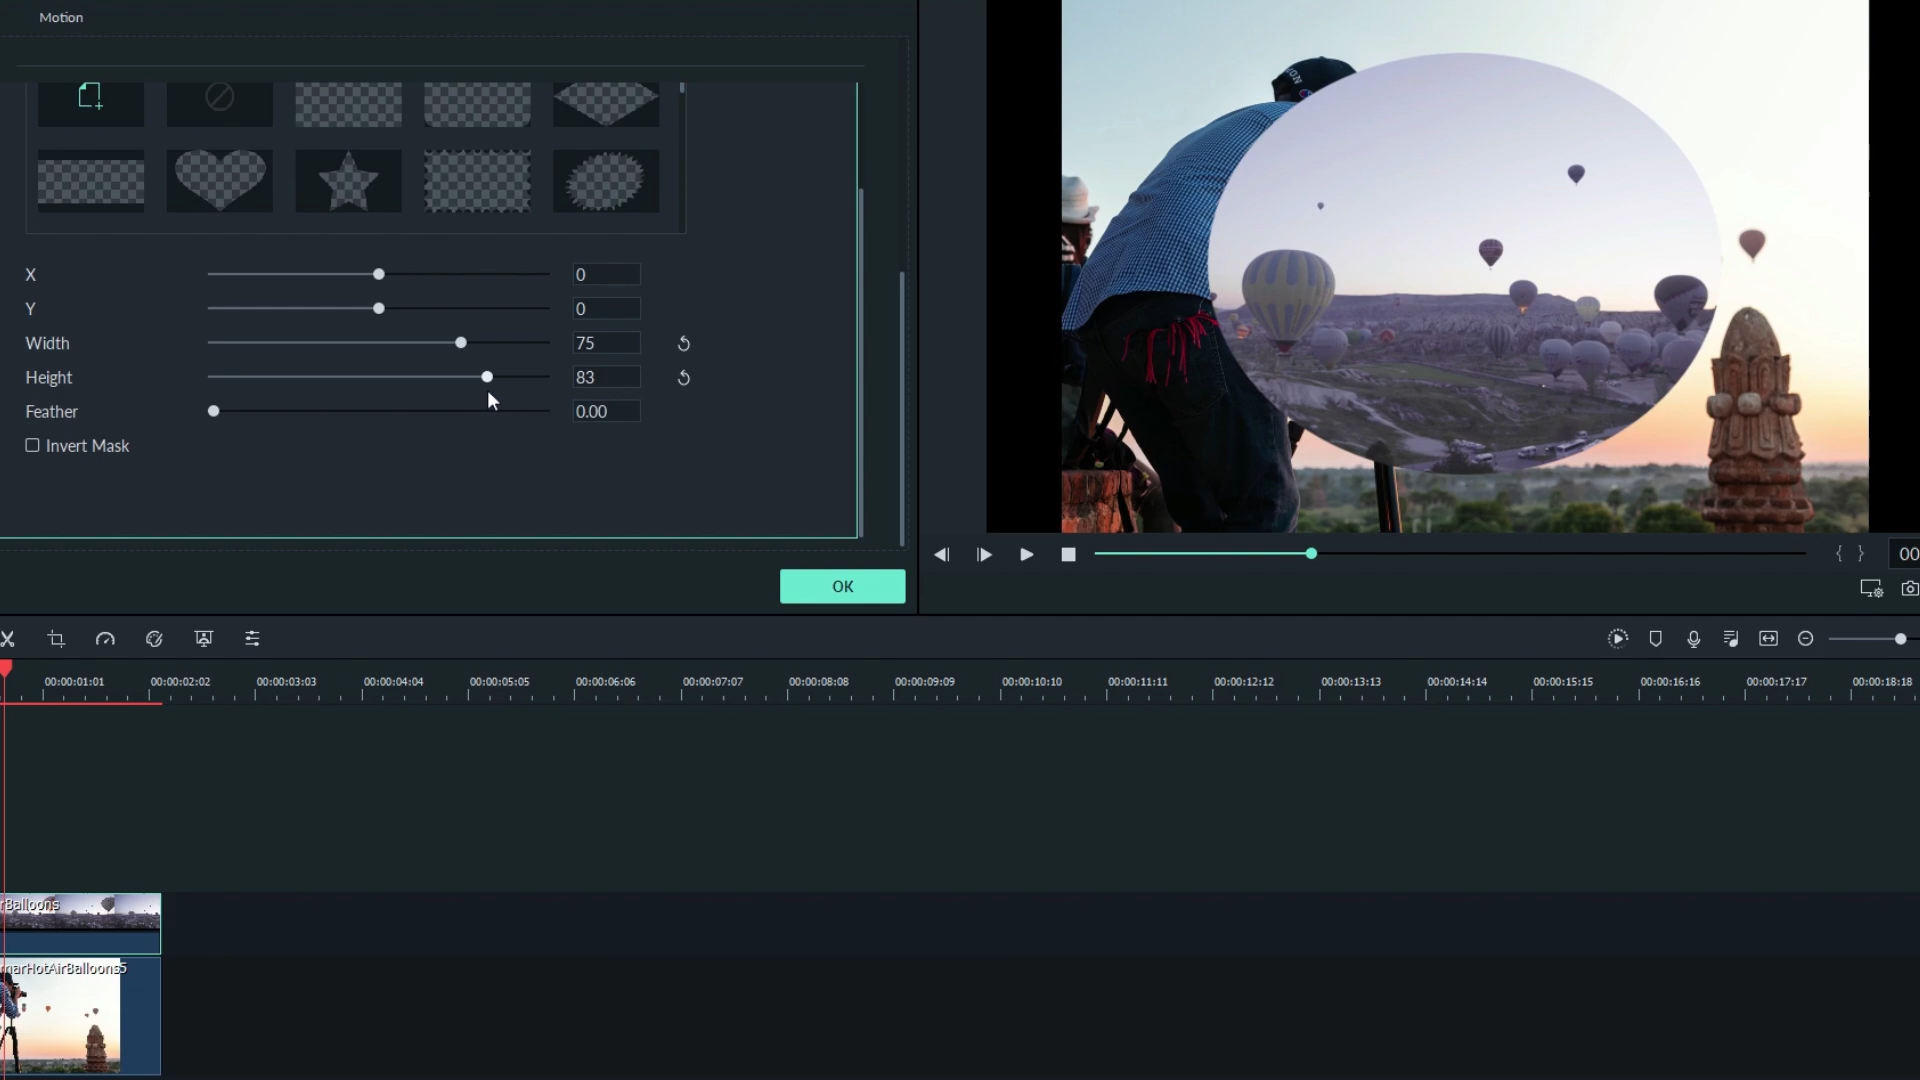 Motion
X 0
Y 0
Width 75
Height 83
Feather 0.00
Invert Mask
OK
{ }
00
00:00:01:01 00:00:02:02 00:00:03:03 00:00:04:04 00:00:05:05 00:00:06:06 00:00:07:07 00:00:08:08 00:00:09:09 00:00:10:10 00:00:11:11 00:00:12:12 00:00:13:13 00:00:14:14 00:00:15:15 00:00:16:16 00:00:17:17 00:00:18:18
rBalloons
marHotAirBalloons5